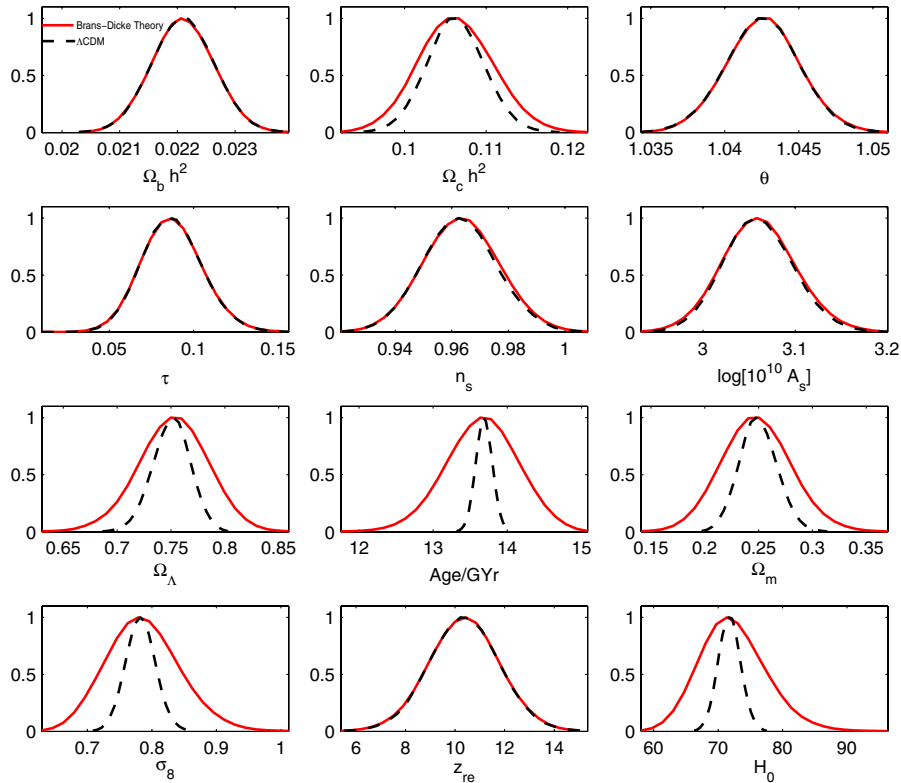 Brans−Dicke Theory
ΛCDM
1
0.5
0
0.02 0.021 0.022 0.023
Ω_b h^2
1
0.5
0
0.1 0.11 0.12
Ω_c h^2
1
0.5
0
1.035 1.04 1.045 1.05
θ
1
0.5
0
0.05 0.1 0.15
τ
1
0.5
0
0.94 0.96 0.98 1
n_s
1
0.5
0
3 3.1 3.2
log[10^10 A_s]
1
0.5
0
0.65 0.7 0.75 0.8 0.85
Ω_Λ
1
0.5
0
12 13 14 15
Age/GYr
1
0.5
0
0.15 0.2 0.25 0.3 0.35
Ω_m
1
0.5
0
0.7 0.8 0.9 1
σ_8
1
0.5
0
6 8 10 12 14
z_re
1
0.5
0
60 70 80 90
H_0